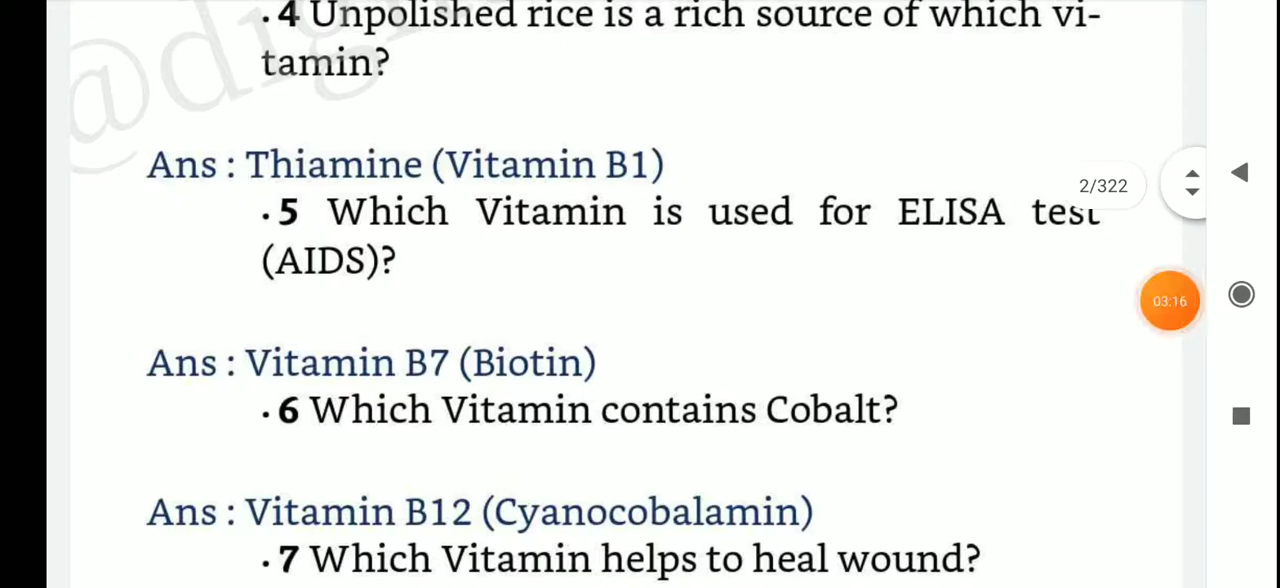 • 4 Unpolished rice is a rich source of which vi-
tamin?
@digi
Ans : Thiamine (Vitamin B1)
2/322
• 5 Which Vitamin is used for ELISA test
(AIDS)?
03:16
Ans : Vitamin B7 (Biotin)
• 6 Which Vitamin contains Cobalt?
Ans : Vitamin B12 (Cyanocobalamin)
• 7 Which Vitamin helps to heal wound?